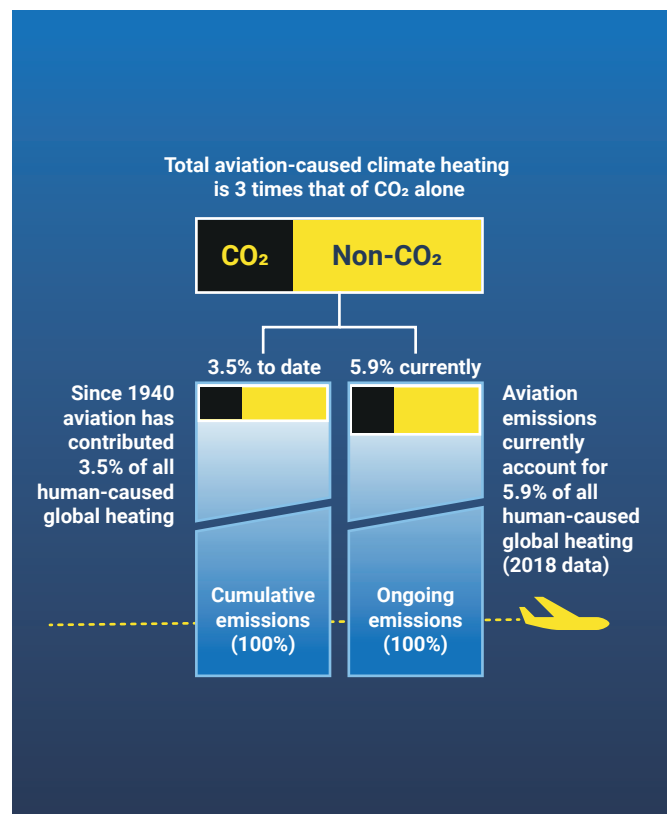 Total aviation-caused climate heating
is 3 times that of CO₂ alone
CO₂
Non-CO₂
3.5% to date
5.9% currently
Since 1940
aviation has
contributed
3.5% of all
human-caused
global heating
Aviation
emissions
currently
account for
5.9% of all
human-caused
global heating
(2018 data)
Cumulative
emissions
(100%)
Ongoing
emissions
(100%)